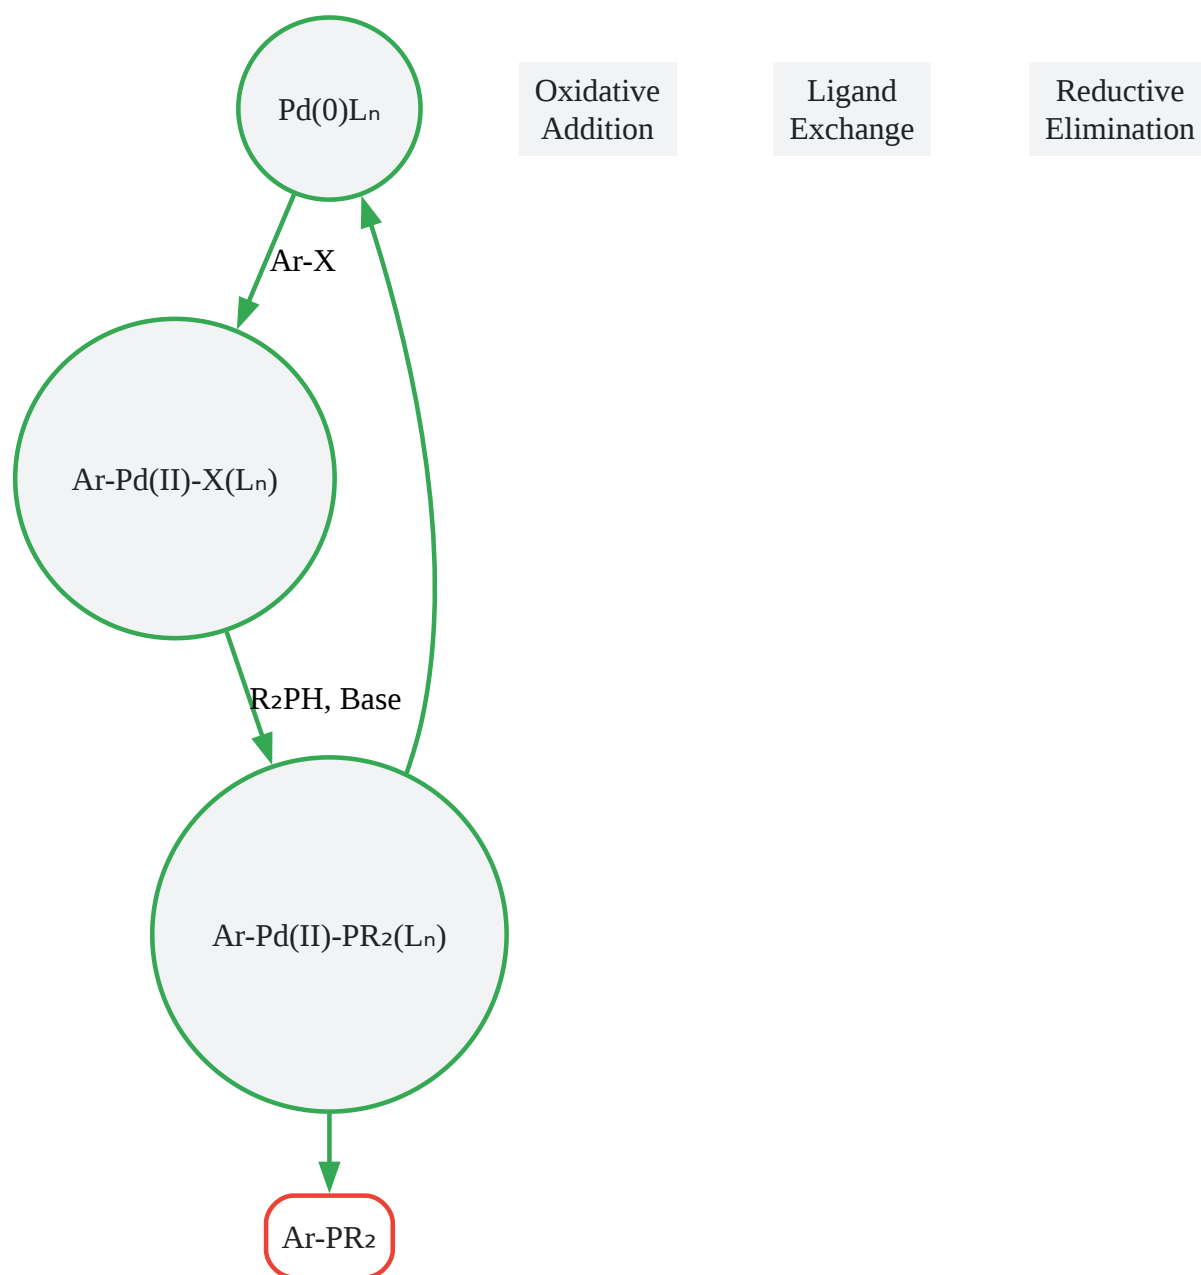 Pd(0)Lₙ
Oxidative
Addition
Ligand
Exchange
Reductive
Elimination
Ar-X
Ar-Pd(II)-X(Lₙ)
R₂PH, Base
Ar-Pd(II)-PR₂(Lₙ)
Ar-PR₂